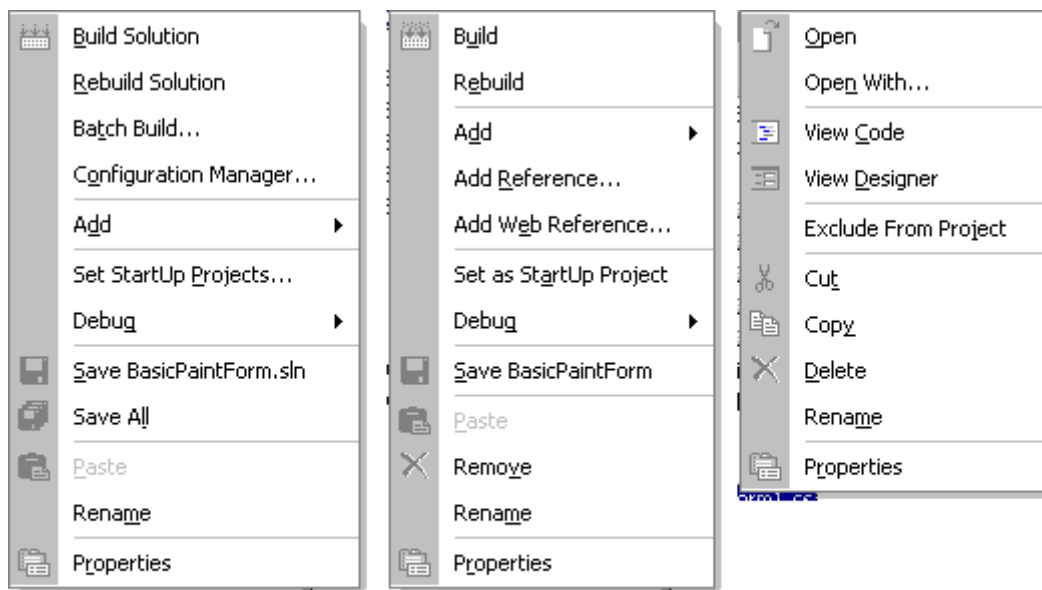 Build Solution
Rebuild Solution
Batch Build...
Configuration Manager...
Add
Set StartUp Projects...
Debug
Save BasicPaintForm.sln
Save All
Paste
Rename
Properties
Build
Rebuild
Add
Add Reference...
Add Web Reference...
Set as StartUp Project
Debug
Save BasicPaintForm
Paste
Remove
Rename
Properties
Open
Open With...
View Code
View Designer
Exclude From Project
Cut
Copy
Delete
Rename
Properties